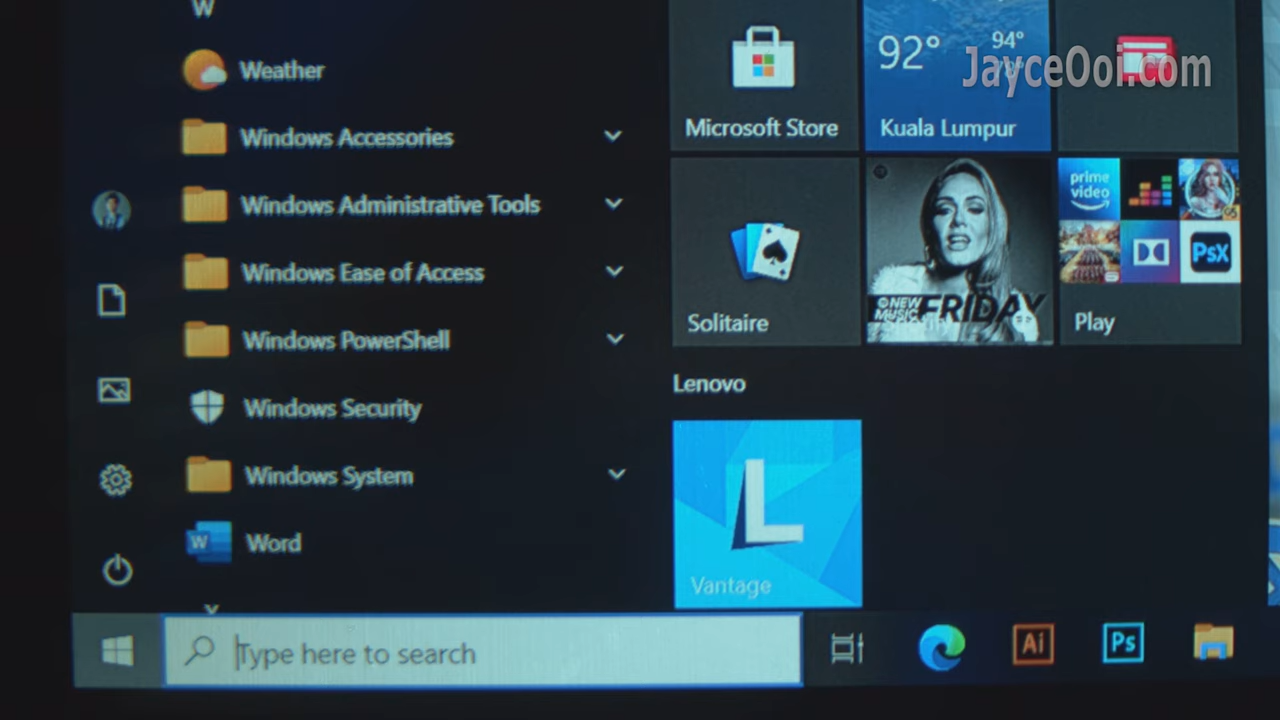 W
Weather
Windows Accessories
Windows Administrative Tools
Windows Ease of Access
Windows PowerShell
Windows Security
Windows System
W
Word
X
Type here to search
Microsoft Store
92°
94°
78°
Kuala Lumpur
JayceOoi.com
Solitaire
NEW
MUSIC
FRIDAY
Spotify
prime
video
PsX
Play
Lenovo
L
Vantage
Ai
Ps